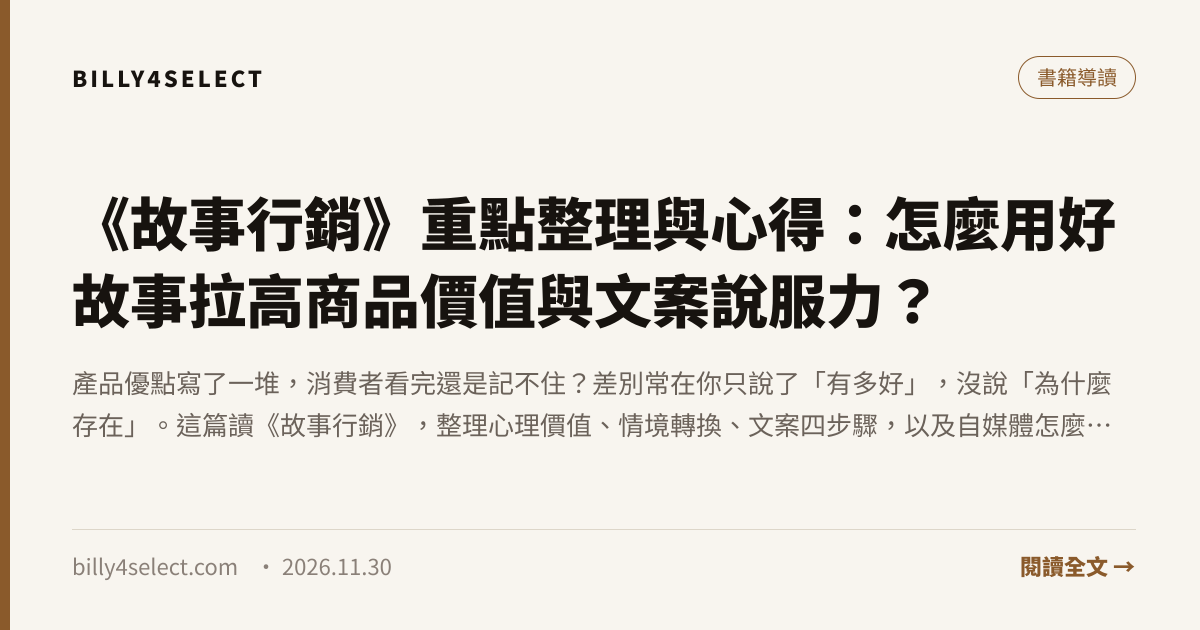 BILLY4SELECT
書籍導讀
《故事行銷》重點整理與心得：怎麼用好
故事拉高商品價值與文案說服力？
產品優點寫了一堆，消費者看完還是記不住？差別常在你只說了「有多好」，沒說「為什麼
存在」。這篇讀《故事行銷》，整理心理價值、情境轉換、文案四步驟，以及自媒體怎麼…
billy4select.com ・ 2026.11.30
閱讀全文 →